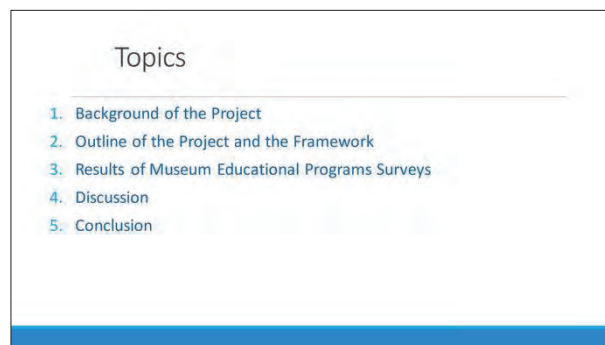 Topics
1. Background of the Project
2. Outline of the Project and the Framework
3. Results of Museum Educational Programs Surveys
4. Discussion
5. Conclusion